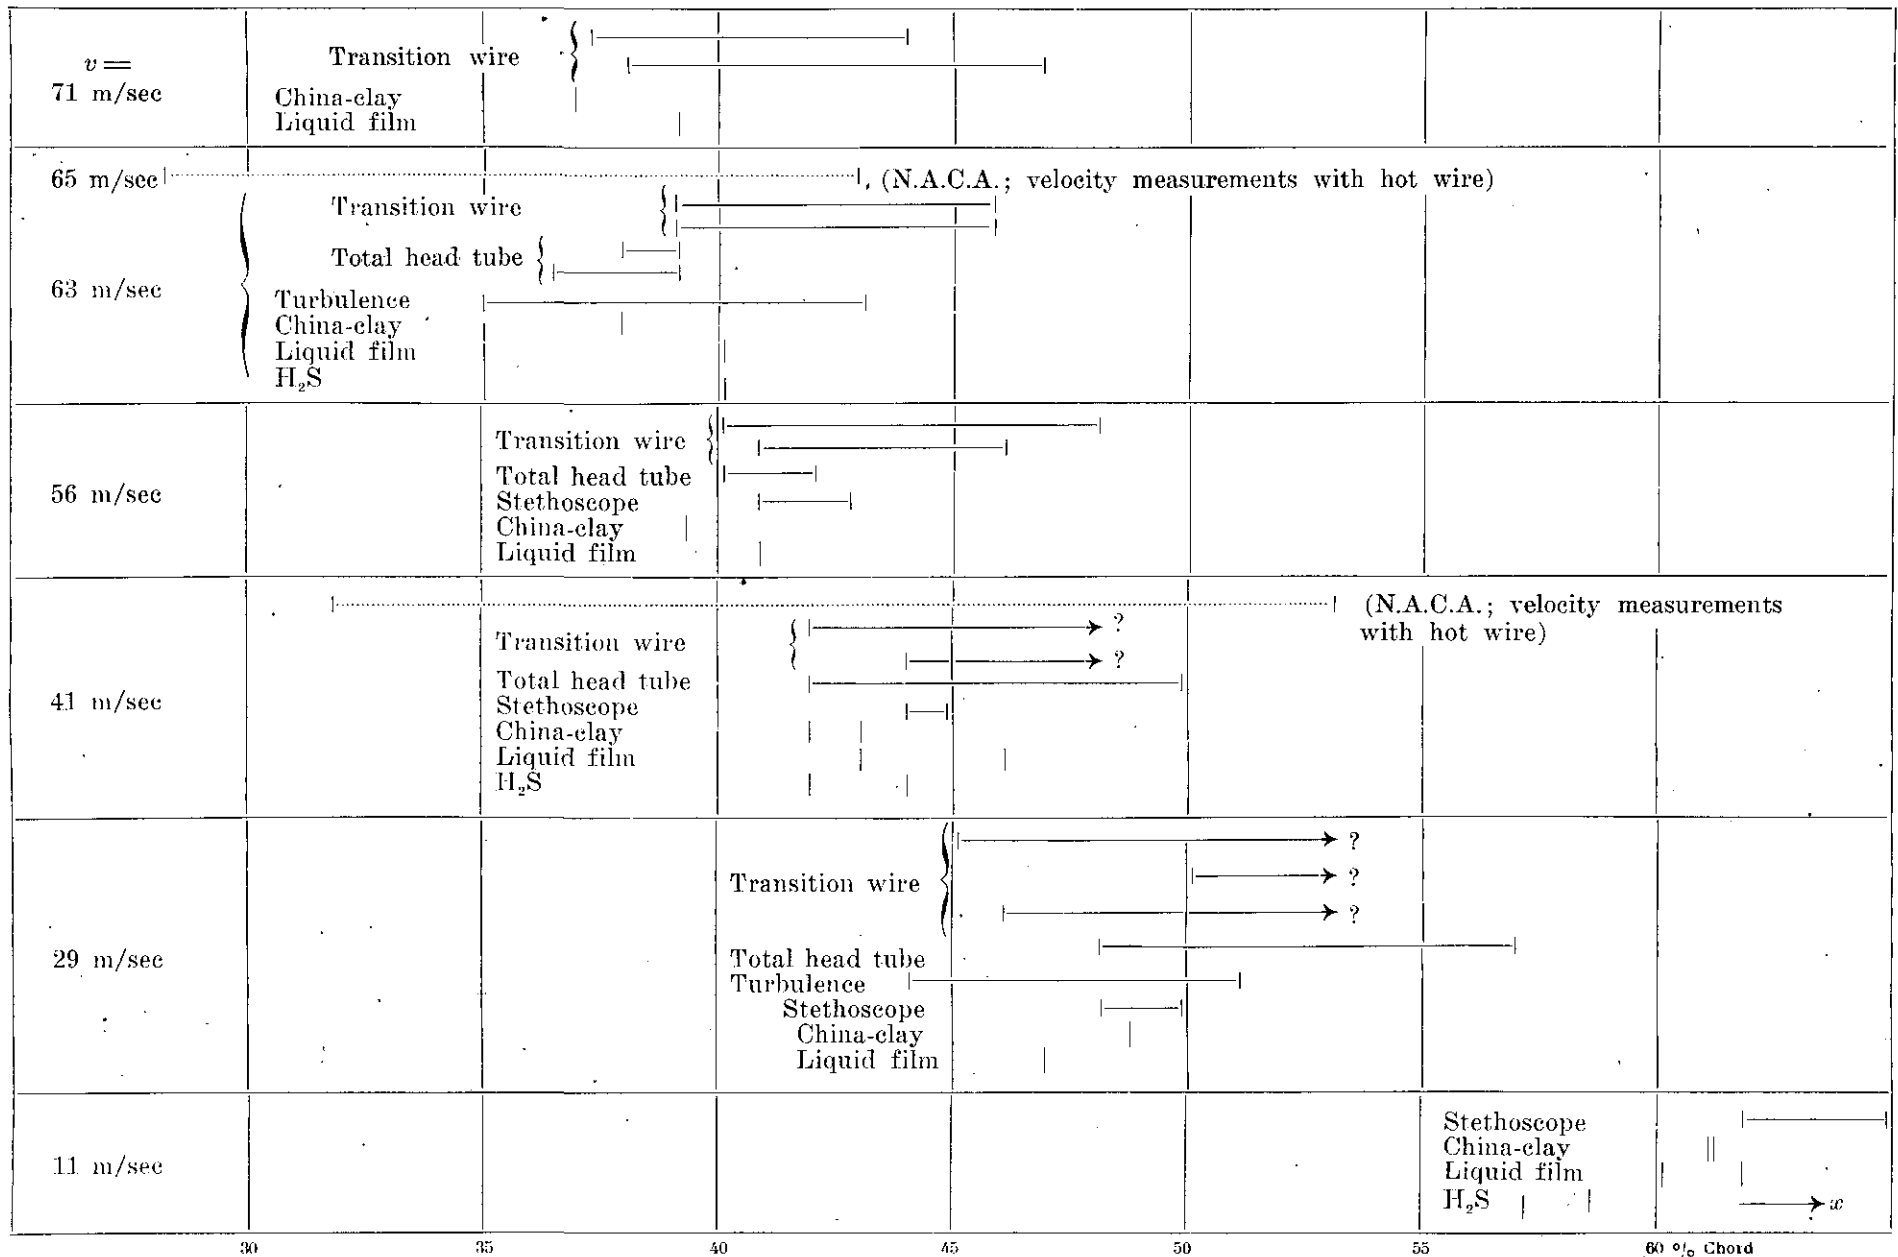 v =
71 m/sec
Transition wire
China-clay
Liquid film
65 m/sec
(N.A.C.A.; velocity measurements with hot wire)
63 m/sec
Transition wire
Total head tube
Turbulence
China-clay
Liquid film
H₂S
56 m/sec
Transition wire
Total head tube
Stethoscope
China-clay
Liquid film
(N.A.C.A.; velocity measurements
with hot wire)
41 m/sec
Transition wire
?
?
Total head tube
Stethoscope
China-clay
Liquid film
H₂S
29 m/sec
Transition wire
?
?
?
Total head tube
Turbulence
Stethoscope
China-clay
Liquid film
11 m/sec
Stethoscope
China-clay
Liquid film
H₂S
x
30 35 40 45 50 55 60 % Chord